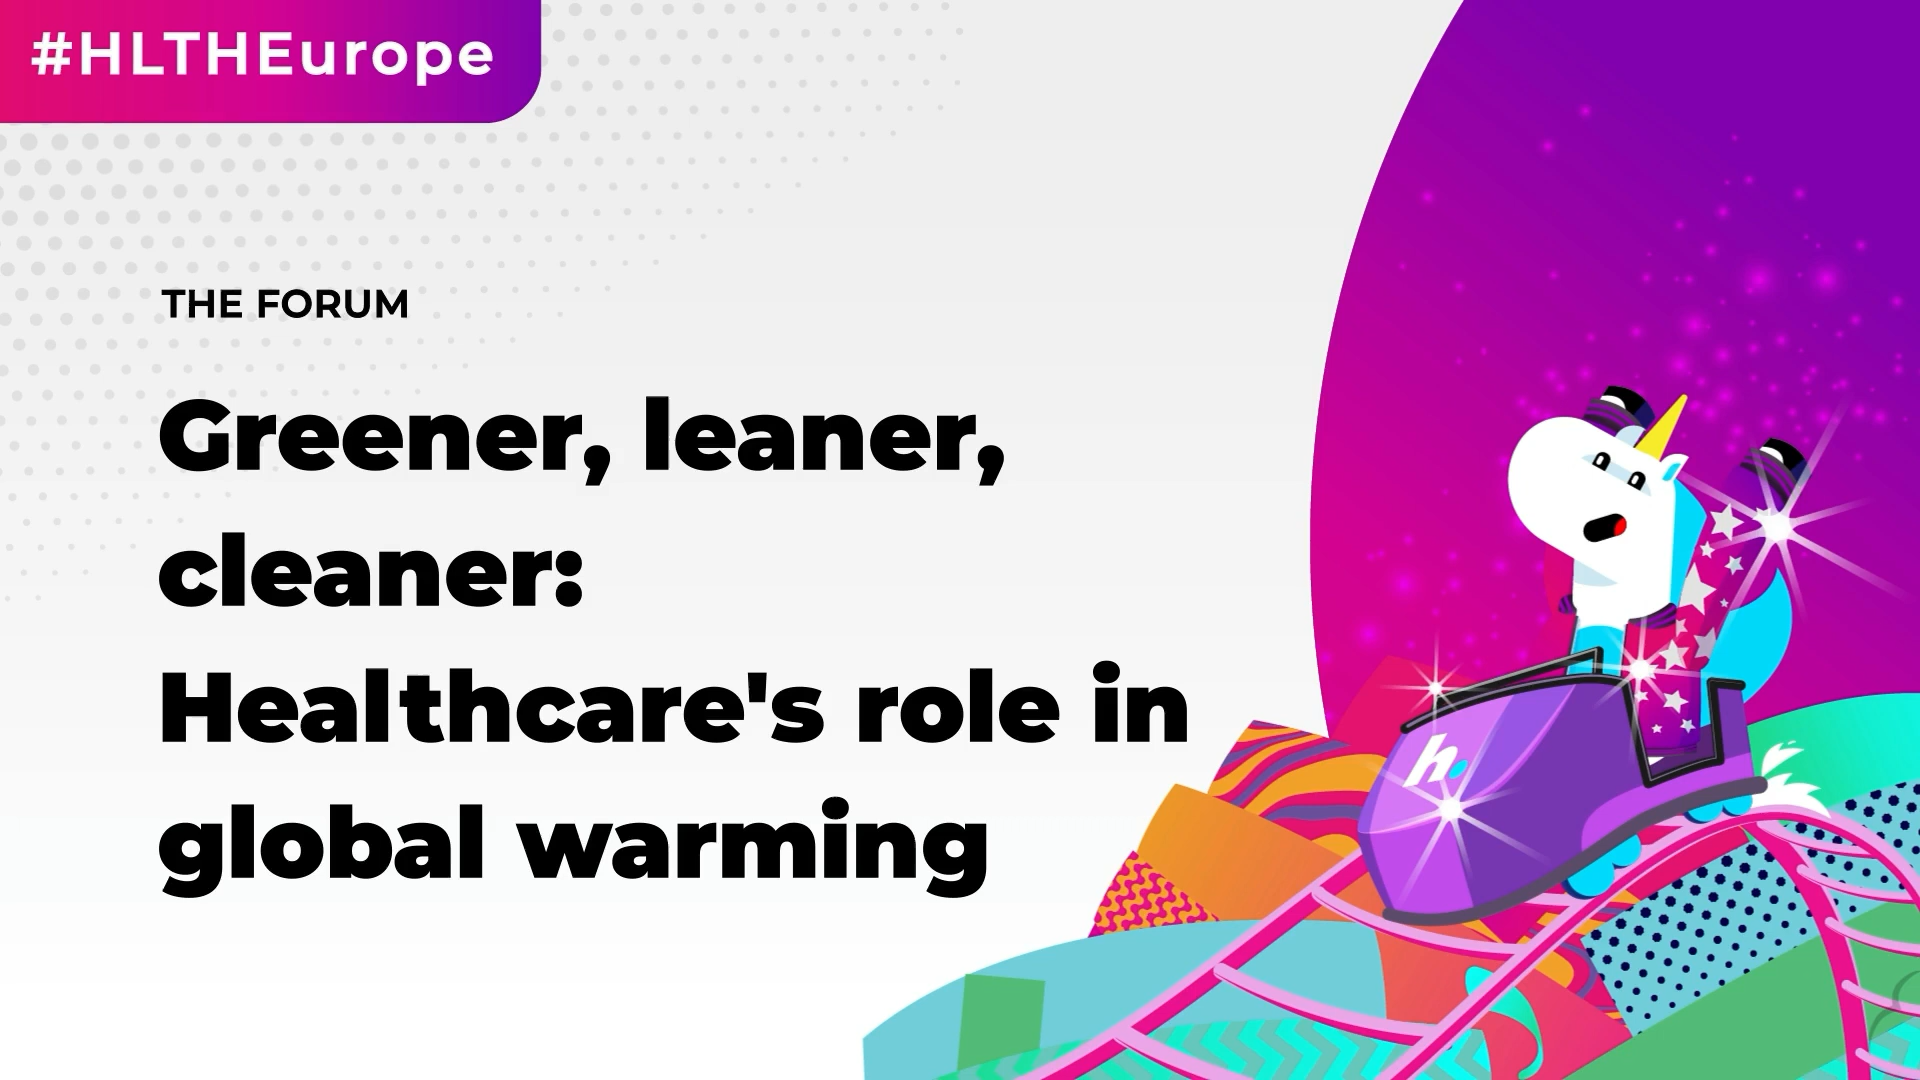 #HLTHEurope
THE FORUM
Greener, leaner,
cleaner:
Healthcare's role in
global warming
h.